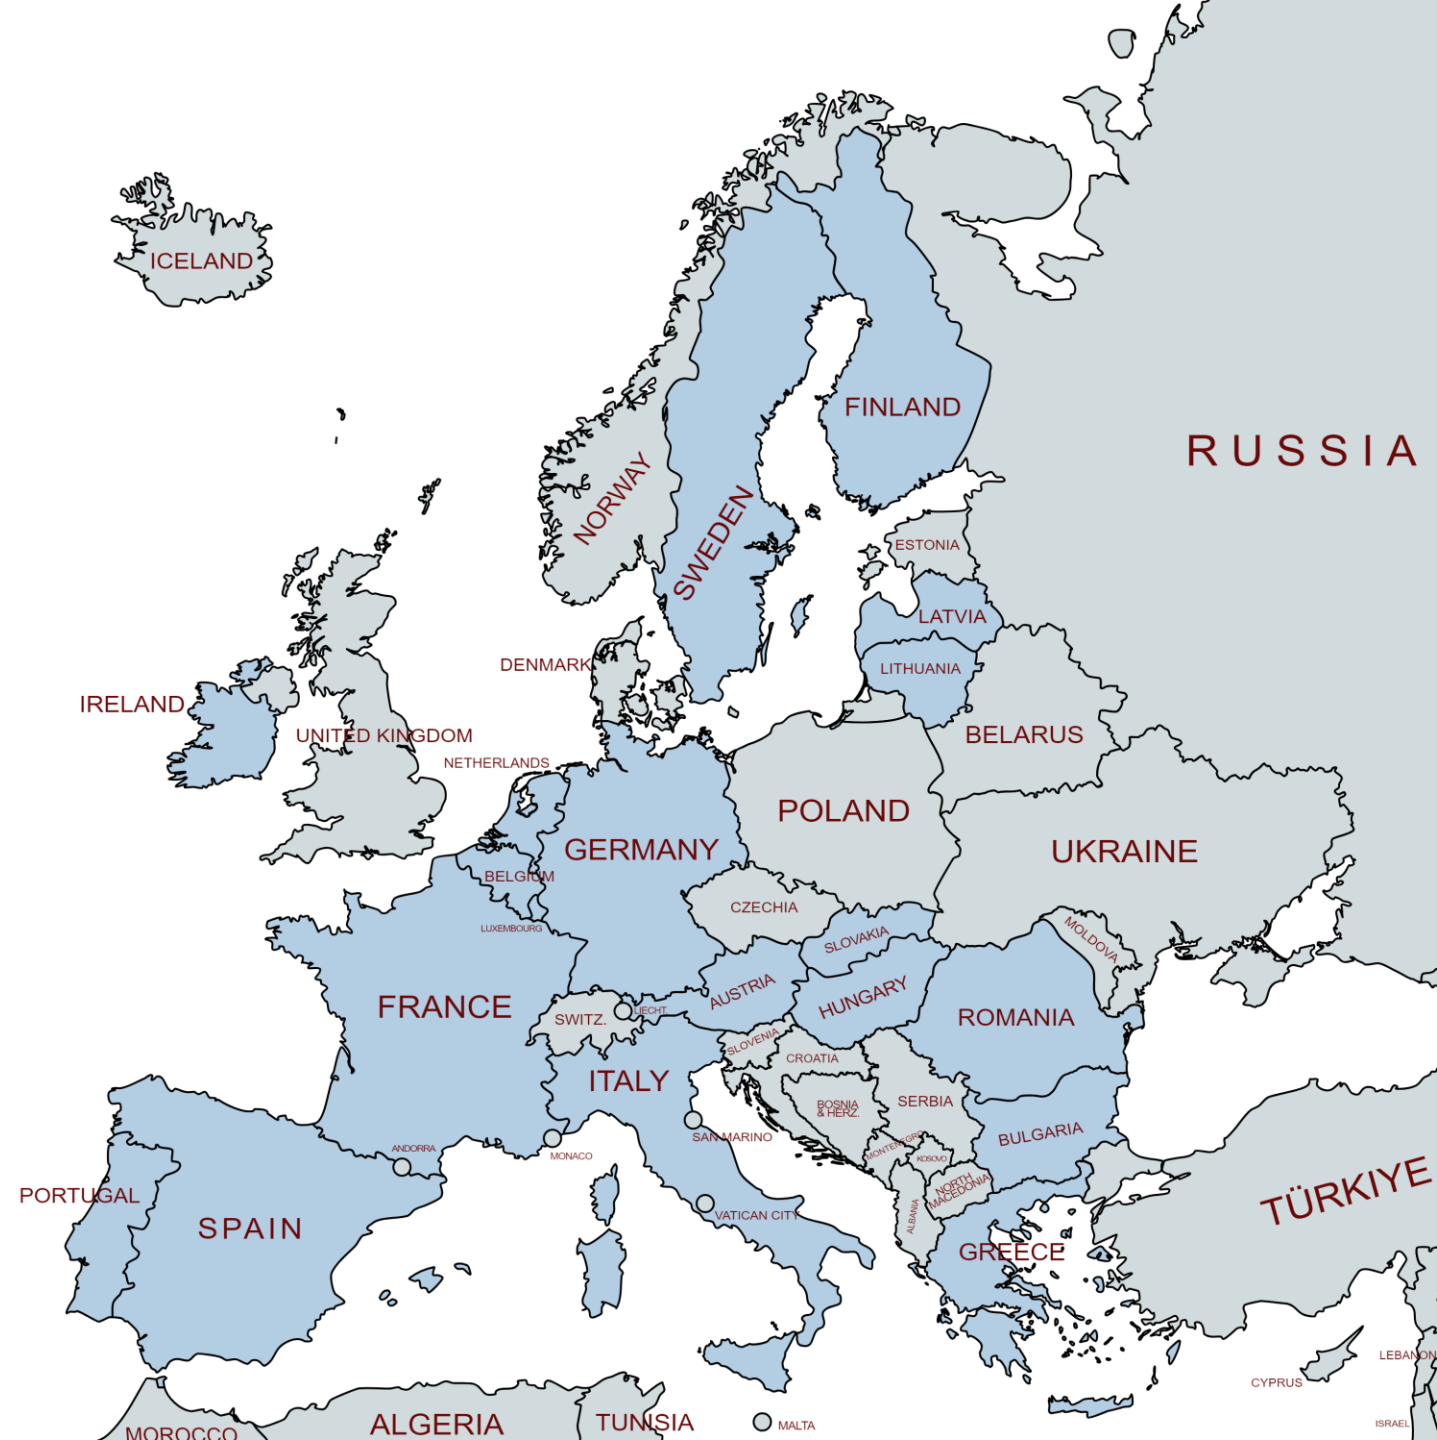 ICELAND
RUSSIA
FINLAND
NORWAY
SWEDEN
ESTONIA
LATVIA
LITHUANIA
DENMARK
IRELAND
UNITED KINGDOM
NETHERLANDS
BELARUS
POLAND
GERMANY
UKRAINE
BELGIUM
CZECHIA
LUXEMBOURG
SLOVAKIA
MOLDOVA
FRANCE
AUSTRIA
HUNGARY
LIECHT.
SWITZ.
ROMANIA
SLOVENIA
CROATIA
ITALY
BOSNIA
& HERZ.
SERBIA
SAN MARINO
BULGARIA
ANDORRA
MONACO
MONTENEGRO
KOSOVO
PORTUGAL
NORTH
MACEDONIA
TÜRKIYE
SPAIN
VATICAN CITY
ALBANIA
GREECE
LEBANON
CYPRUS
MOROCCO
ALGERIA
TUNISIA
MALTA
ISRAEL